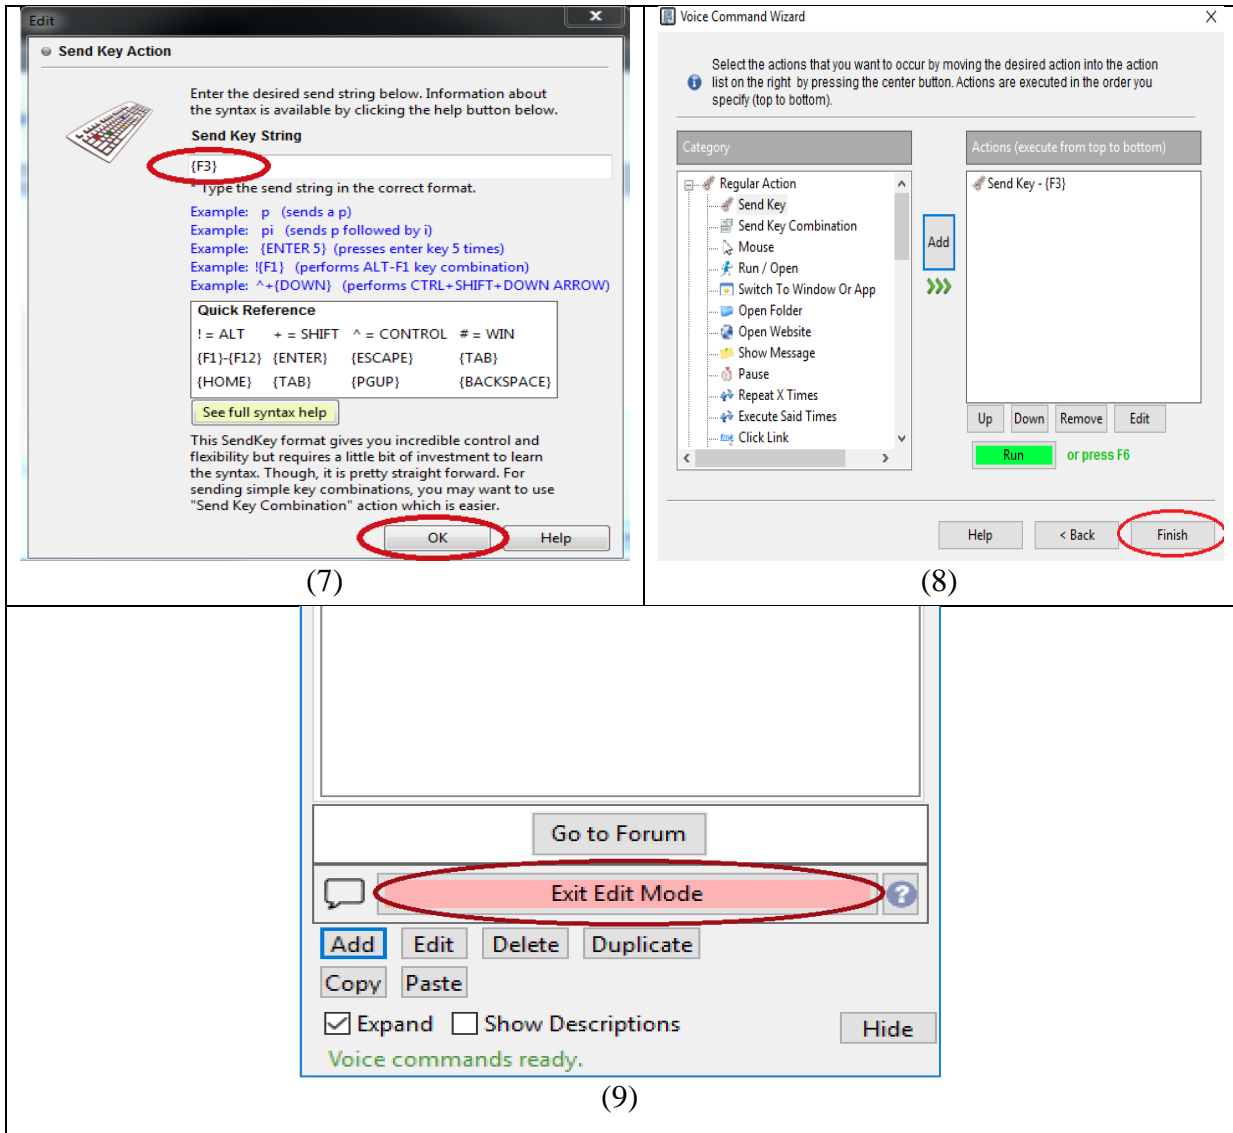 Edit
x
Send Key Action
Enter the desired send string below. Information about
the syntax is available by clicking the help button below.
Send Key String
{F3}
* Type the send string in the correct format.
Example: p (sends a p)
Example: pi (sends p followed by i)
Example: {ENTER 5} (presses enter key 5 times)
Example: !{F1} (performs ALT-F1 key combination)
Example: ^+{DOWN} (performs CTRL+SHIFT+DOWN ARROW)
Quick Reference
! = ALT + = SHIFT ^ = CONTROL # = WIN
{F1}-{F12} {ENTER} {ESCAPE} {TAB}
{HOME} {TAB} {PGUP} {BACKSPACE}
See full syntax help
This SendKey format gives you incredible control and
flexibility but requires a little bit of investment to learn
the syntax. Though, it is pretty straight forward. For
sending simple key combinations, you may want to use
"Send Key Combination" action which is easier.
OK Help
(7)
Voice Command Wizard
Select the actions that you want to occur by moving the desired action into the action
list on the right by pressing the center button. Actions are executed in the order you
specify (top to bottom).
Category
Regular Action
Send Key
Send Key Combination
Mouse
Run / Open
Switch To Window Or App
Open Folder
Open Website
Show Message
Pause
Repeat X Times
Execute Said Times
Click Link
Add
Actions (execute from top to bottom)
Send Key - {F3}
Up Down Remove Edit
Run or press F6
Help < Back Finish
(8)
Go to Forum
Exit Edit Mode ?
Add Edit Delete Duplicate
Copy Paste
Expand Show Descriptions
Hide
Voice commands ready.
(9)